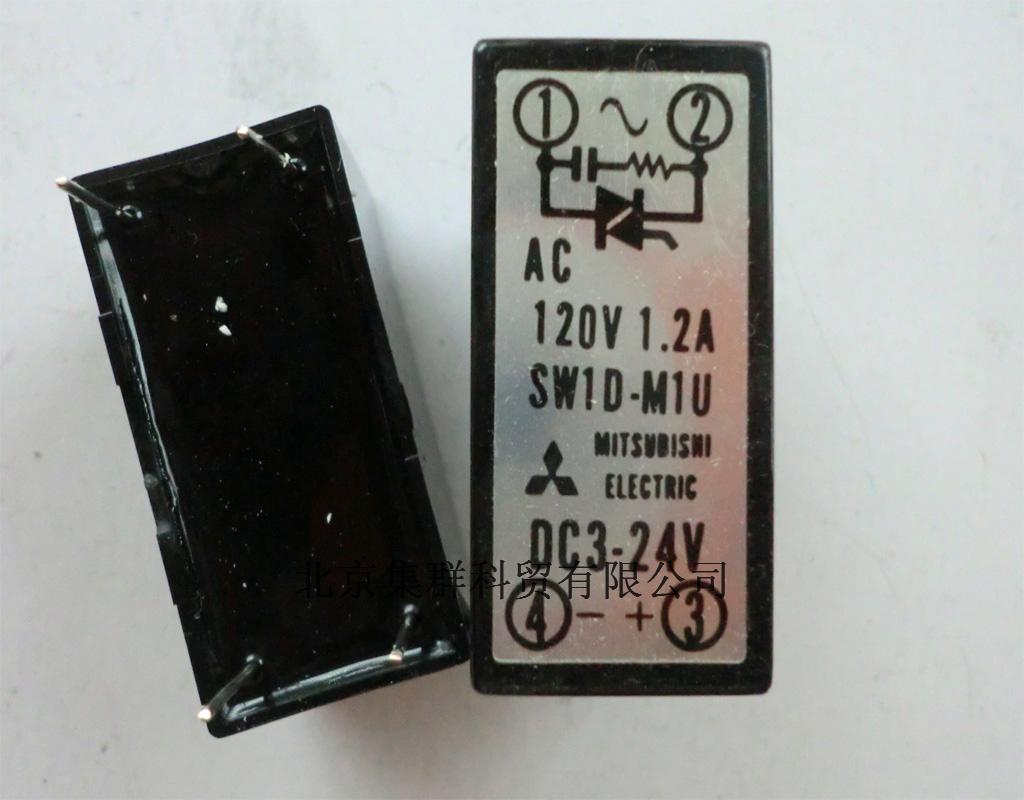 1 ~ 2
AC
120V 1.2A
SW1D-M1U
MITSUBISHI
ELECTRIC
DC3-24V
北京集群科贸有限公司
4 - + 3